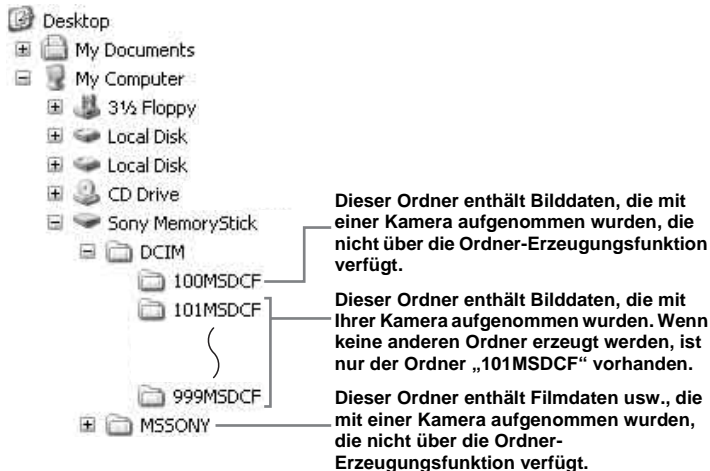 Desktop
My Documents
My Computer
3½ Floppy
Local Disk
Local Disk
CD Drive
Sony MemoryStick
DCIM
100MSDCF
101MSDCF
999MSDCF
MSSONY
Dieser Ordner enthält Bilddaten, die mit
einer Kamera aufgenommen wurden, die
nicht über die Ordner-Erzeugungsfunktion
verfügt.
Dieser Ordner enthält Bilddaten, die mit
Ihrer Kamera aufgenommen wurden. Wenn
keine anderen Ordner erzeugt werden, ist
nur der Ordner „101MSDCF“ vorhanden.
Dieser Ordner enthält Filmdaten usw., die
mit einer Kamera aufgenommen wurden,
die nicht über die Ordner-
Erzeugungsfunktion verfügt.